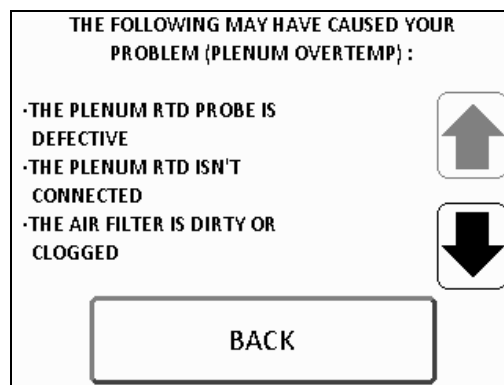 THE FOLLOWING MAY HAVE CAUSED YOUR
PROBLEM (PLENUM OVERTEMP) :
·THE PLENUM RTD PROBE IS
DEFECTIVE
·THE PLENUM RTD ISN'T
CONNECTED
·THE AIR FILTER IS DIRTY OR
CLOGGED
BACK